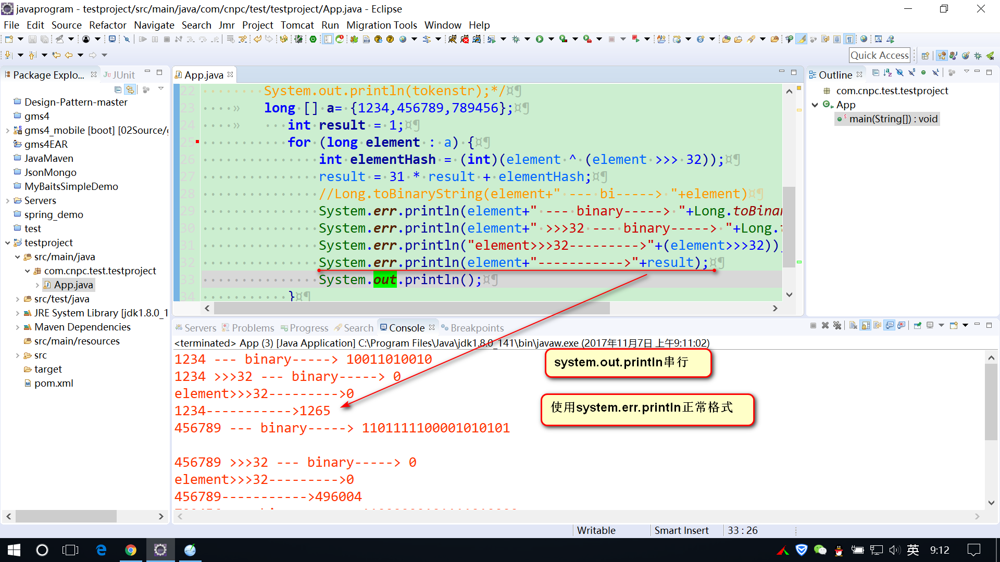 javaprogram - testproject/src/main/java/com/cnpc/test/testproject/App.java - Eclipse
File Edit Source Refactor Navigate Search Jmr Project Tomcat Run Migration Tools Window Help
Quick Access
Package Explo...
JUnit
Design-Pattern-master
gms4
gms4_mobile [boot] [02Source/g
gms4EAR
JavaMaven
JsonMongo
MyBaitsSimpleDemo
Servers
spring_demo
test
testproject
src/main/java
com.cnpc.test.testproject
App.java
src/test/java
JRE System Library [jdk1.8.0_1
Maven Dependencies
src/main/resources
src
target
pom.xml
App.java
22 System.out.println(tokenstr);*/¤¶
23 » long [] a= {1234,456789,789456};¤¶
24 » int result = 1;¤¶
25 for (long element : a) {¤¶
26 int elementHash = (int)(element ^ (element >>> 32));¤¶
27 result = 31 * result + elementHash;¤¶
28 //Long.toBinaryString(element+" --- bi-----> "+element)¤¶
29 System.err.println(element+" --- binary-----> "+Long.toBinar
30 System.err.println(element+" >>>32 --- binary-----> "+Long.t
31 System.err.println("element>>>32--------->"+(element>>>32))
32 System.err.println(element+"----------->"+result);¤¶
33 System.out.println();¤¶
34 }¤¶
Outline
com.cnpc.test.testproject
App
main(String[]) : void
Servers Problems Progress Search Console Breakpoints
<terminated> App (3) [Java Application] C:\Program Files\Java\jdk1.8.0_141\bin\javaw.exe (2017年11月7日 上午9:11:02)
1234 --- binary-----> 10011010010
1234 >>>32 --- binary-----> 0
element>>>32--------->0
1234----------->1265
456789 --- binary-----> 1101111100001010101
456789 >>>32 --- binary-----> 0
element>>>32--------->0
456789----------->496004
system.out.println串行
使用system.err.println正常格式
Writable
Smart Insert
33 : 26
英
9:12